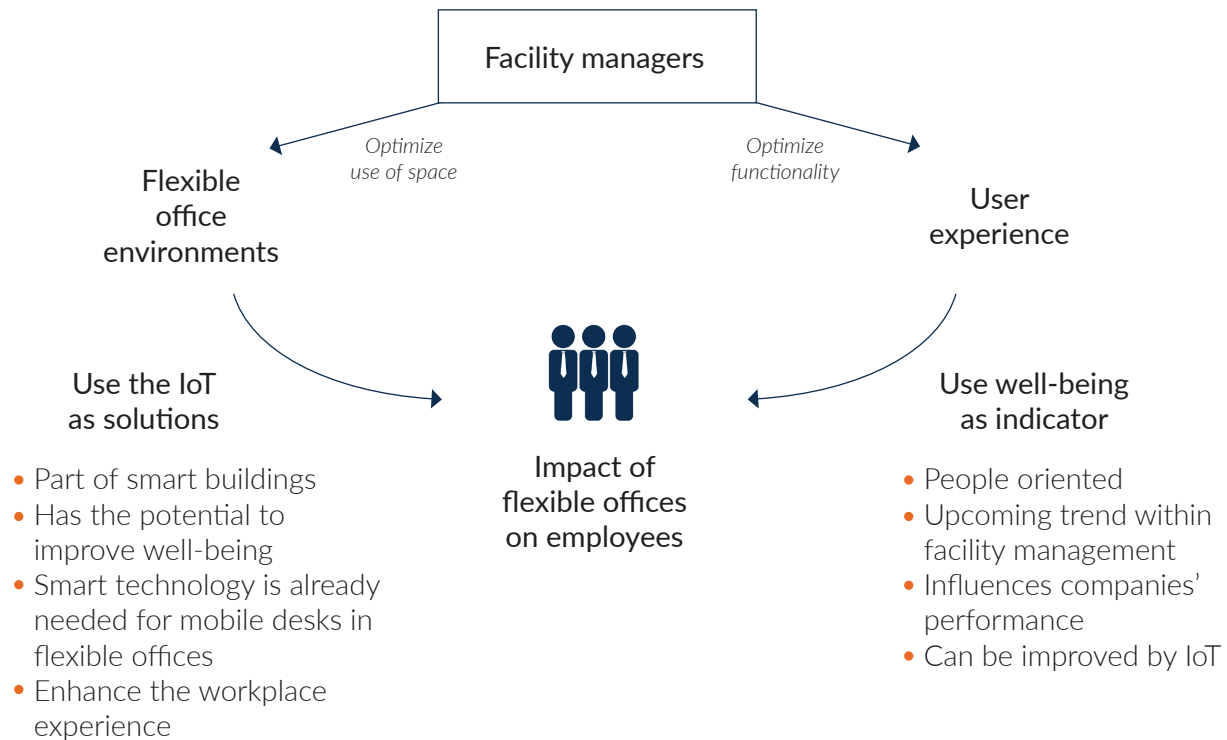 Facility managers
Optimize
use of space
Optimize
functionality
Flexible
office
environments
User
experience
Use the IoT
as solutions
• Part of smart buildings
• Has the potential to
improve well-being
• Smart technology is already
needed for mobile desks in
flexible offices
• Enhance the workplace
experience
Impact of
flexible offices
on employees
Use well-being
as indicator
• People oriented
• Upcoming trend within
facility management
• Influences companies’
performance
• Can be improved by IoT